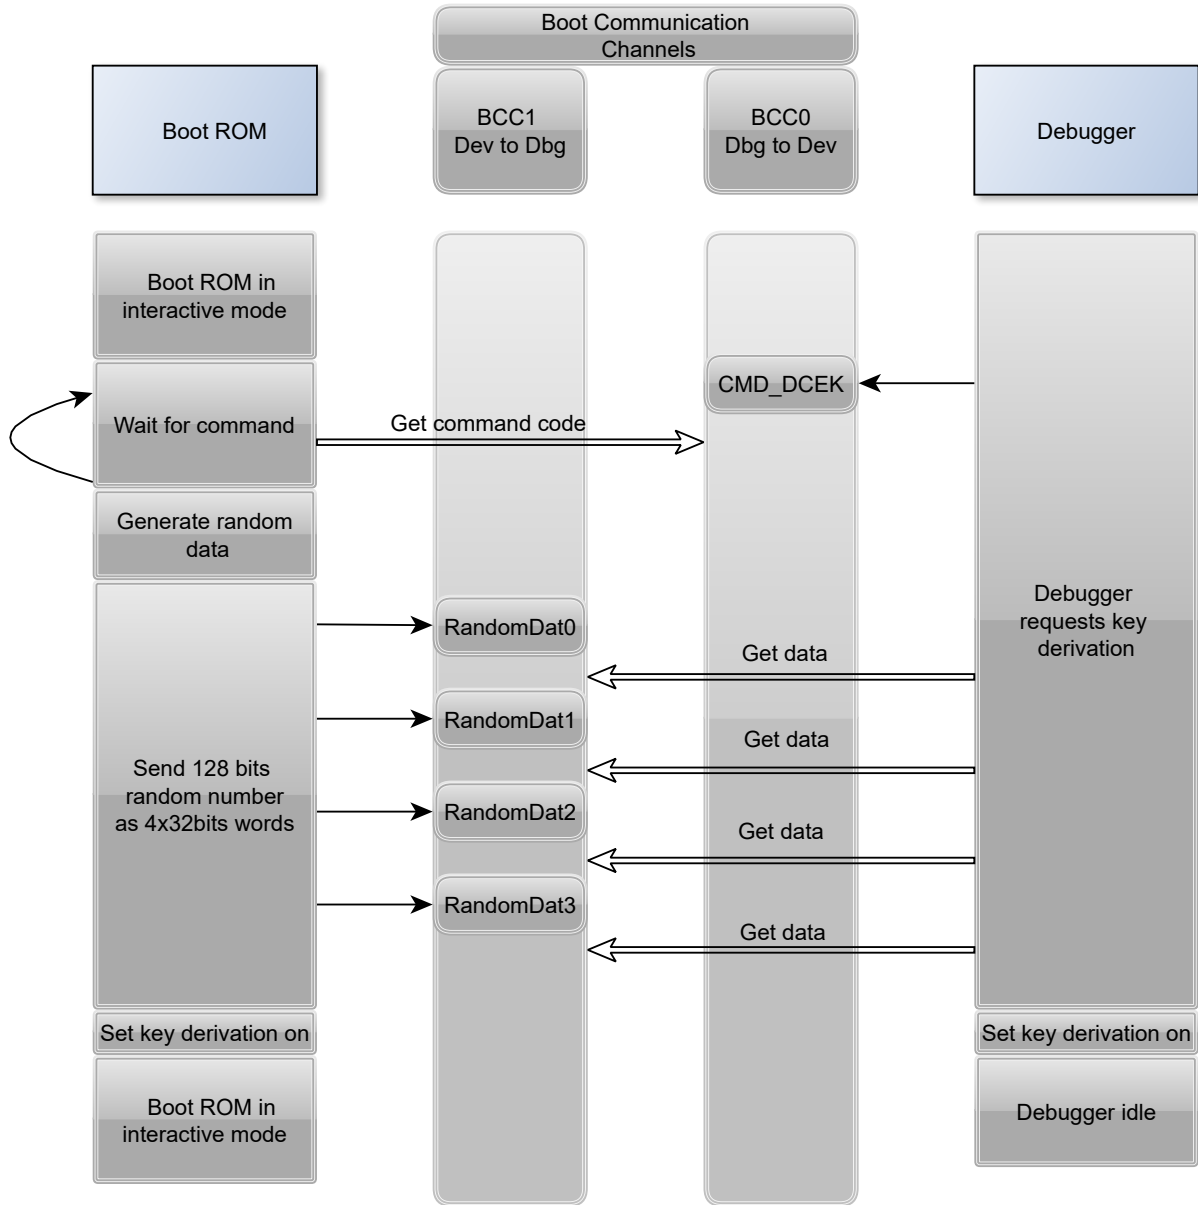 Boot Communication
Channels
Boot ROM
BCC1
Dev to Dbg
BCC0
Dbg to Dev
Debugger
Boot ROM in
interactive mode
CMD_DCEK
Wait for command
Get command code
Generate random
data
Debugger
requests key
derivation
RandomDat0
Get data
RandomDat1
Get data
Send 128 bits
random number
as 4x32bits words
RandomDat2
Get data
RandomDat3
Get data
Set key derivation on
Set key derivation on
Boot ROM in
interactive mode
Debugger idle